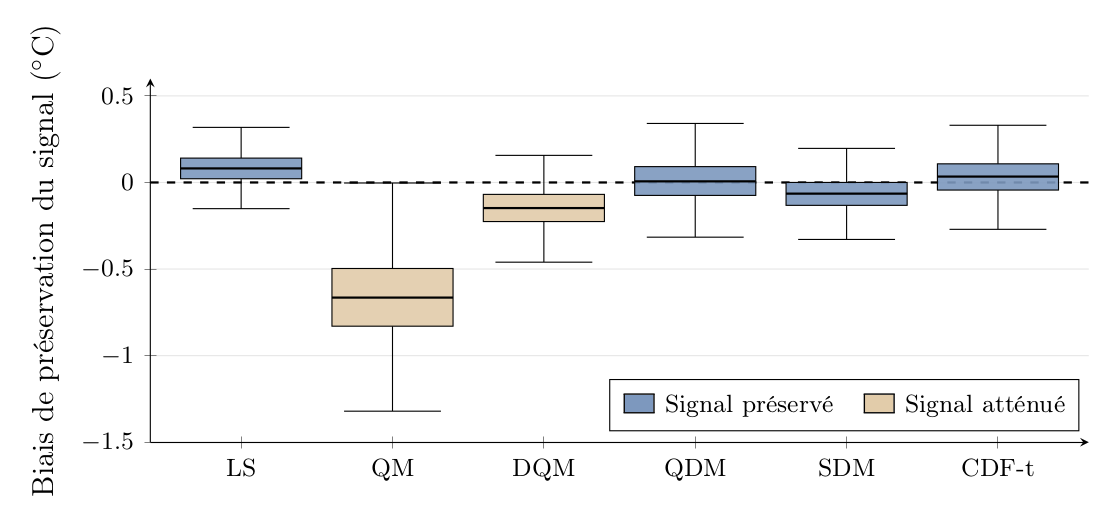 Biais de préservation du signal (°C)
0.5
0
−0.5
−1
−1.5
Signal préservé Signal atténué
LS QM DQM QDM SDM CDF-t